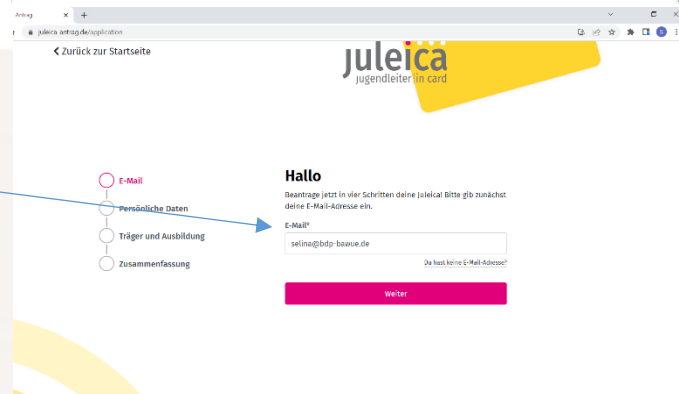 Antrag
juleica-antrag.de/application
Zurück zur Startseite
juleica
jugendleiter in card
E-Mail
Persönliche Daten
Träger und Ausbildung
Zusammenfassung
Hallo
Beantrage jetzt in vier Schritten deine Juleica! Bitte gib zunächst
deine E-Mail-Adresse ein.
E-Mail*
selina@bdp-bawue.de
Du hast keine E-Mail-Adresse?
Weiter